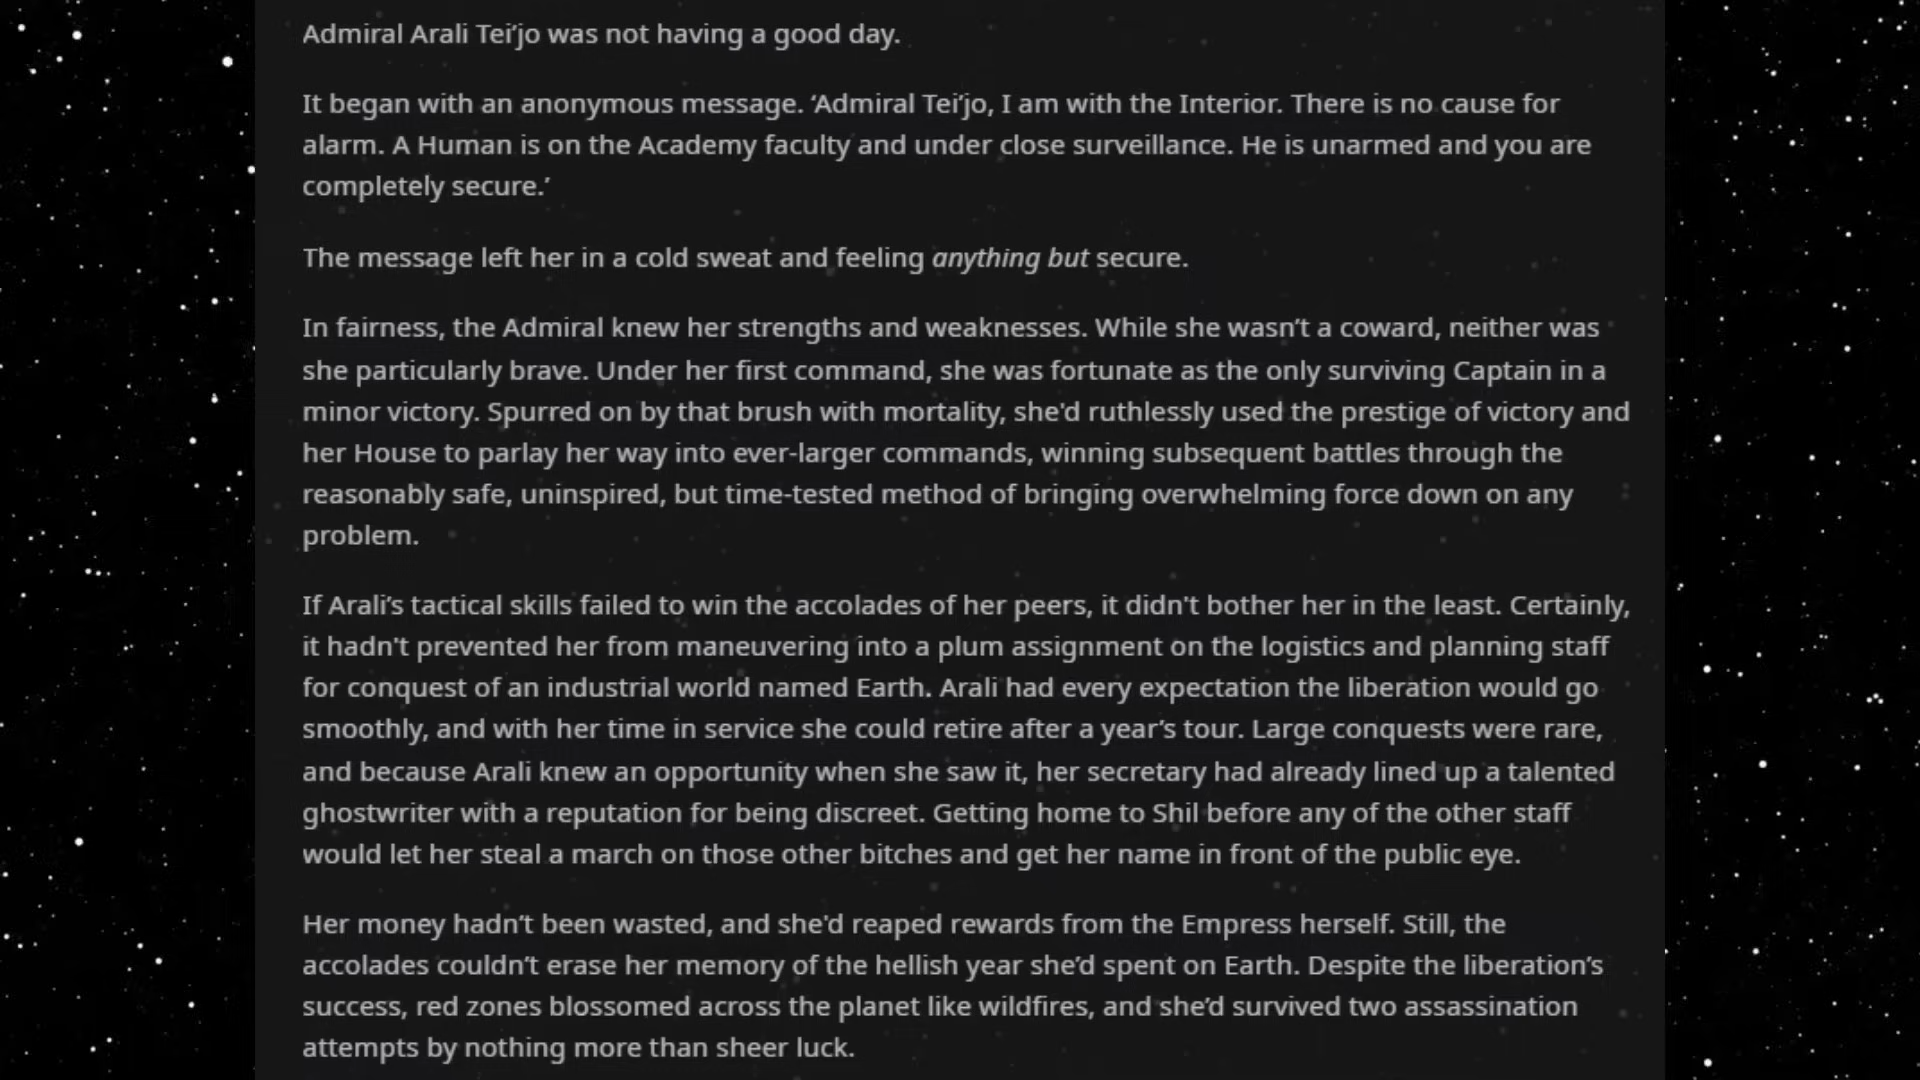 Admiral Arali Tei’jo was not having a good day.
It began with an anonymous message. ‘Admiral Tei’jo, I am with the Interior. There is no cause for
alarm. A Human is on the Academy faculty and under close surveillance. He is unarmed and you are
completely secure.’
The message left her in a cold sweat and feeling anything but secure.
In fairness, the Admiral knew her strengths and weaknesses. While she wasn’t a coward, neither was
she particularly brave. Under her first command, she was fortunate as the only surviving Captain in a
minor victory. Spurred on by that brush with mortality, she'd ruthlessly used the prestige of victory and
her House to parlay her way into ever-larger commands, winning subsequent battles through the
reasonably safe, uninspired, but time-tested method of bringing overwhelming force down on any
problem.
If Arali’s tactical skills failed to win the accolades of her peers, it didn't bother her in the least. Certainly,
it hadn't prevented her from maneuvering into a plum assignment on the logistics and planning staff
for conquest of an industrial world named Earth. Arali had every expectation the liberation would go
smoothly, and with her time in service she could retire after a year’s tour. Large conquests were rare,
and because Arali knew an opportunity when she saw it, her secretary had already lined up a talented
ghostwriter with a reputation for being discreet. Getting home to Shil before any of the other staff
would let her steal a march on those other bitches and get her name in front of the public eye.
Her money hadn’t been wasted, and she'd reaped rewards from the Empress herself. Still, the
accolades couldn’t erase her memory of the hellish year she’d spent on Earth. Despite the liberation’s
success, red zones blossomed across the planet like wildfires, and she’d survived two assassination
attempts by nothing more than sheer luck.